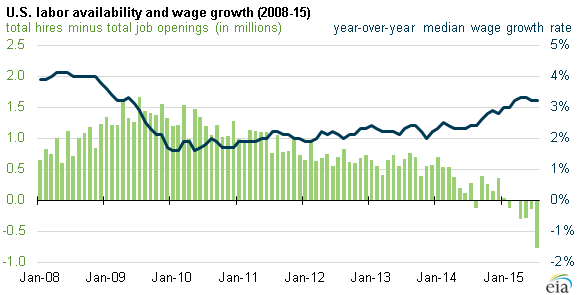 U.S. labor availability and wage growth (2008-15)
total hires minus total job openings (in millions) year-over-year median wage growth rate
2.5 5%
2.0 4%
1.5 3%
1.0 2%
0.5 1%
0.0 0%
-0.5 -1%
-1.0 -2%
Jan-08 Jan-09 Jan-10 Jan-11 Jan-12 Jan-13 Jan-14 Jan-15
eia